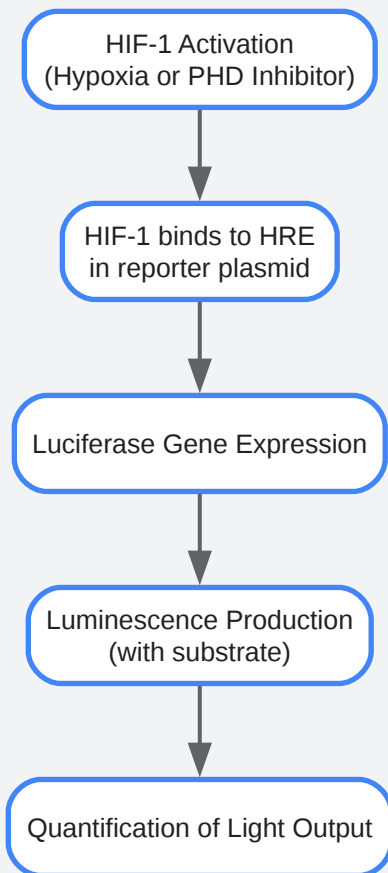 HIF-1 Activation
(Hypoxia or PHD Inhibitor)
HIF-1 binds to HRE
in reporter plasmid
Luciferase Gene Expression
Luminescence Production
(with substrate)
Quantification of Light Output